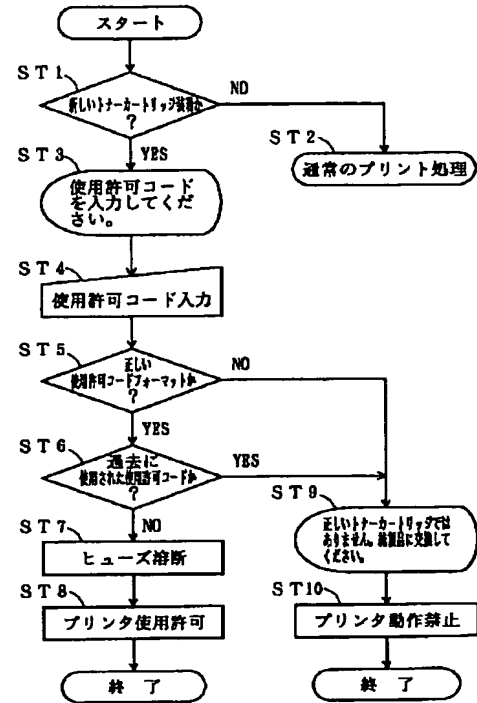 スタート
ST1
新しいトナーカートリッジ装着か
?
NO
YES
ST2
通常のプリント処理
ST3
使用許可コード
を入力してくだ
さい。
ST4
使用許可コード入力
ST5
正しい
使用許可コードフォーマットか
?
NO
YES
ST6
過去に
使用された使用許可コードか
?
YES
NO
ST7
ヒューズ溶断
ST8
プリンタ使用許可
終 了
ST9
正しいトナーカートリッジでは
ありません。純製品に交換して
ください。
ST10
プリンタ動作禁止
終 了